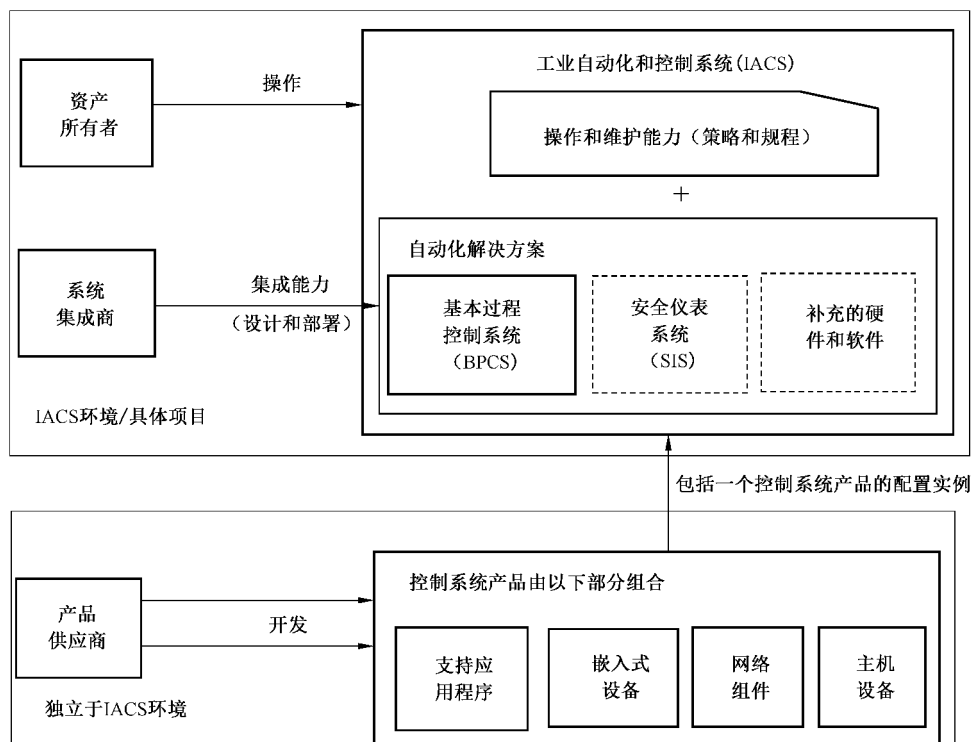 工业自动化和控制系统(IACS)
资产
所有者
操作
操作和维护能力（策略和规程）
+
自动化解决方案
系统
集成商
集成能力
（设计和部署）
基本过程
控制系统
（BPCS）
安全仪表
系统
（SIS）
补充的硬
件和软件
IACS环境/具体项目
包括一个控制系统产品的配置实例
控制系统产品由以下部分组合
产品
供应商
开发
支持应
用程序
嵌入式
设备
网络
组件
主机
设备
独立于IACS环境